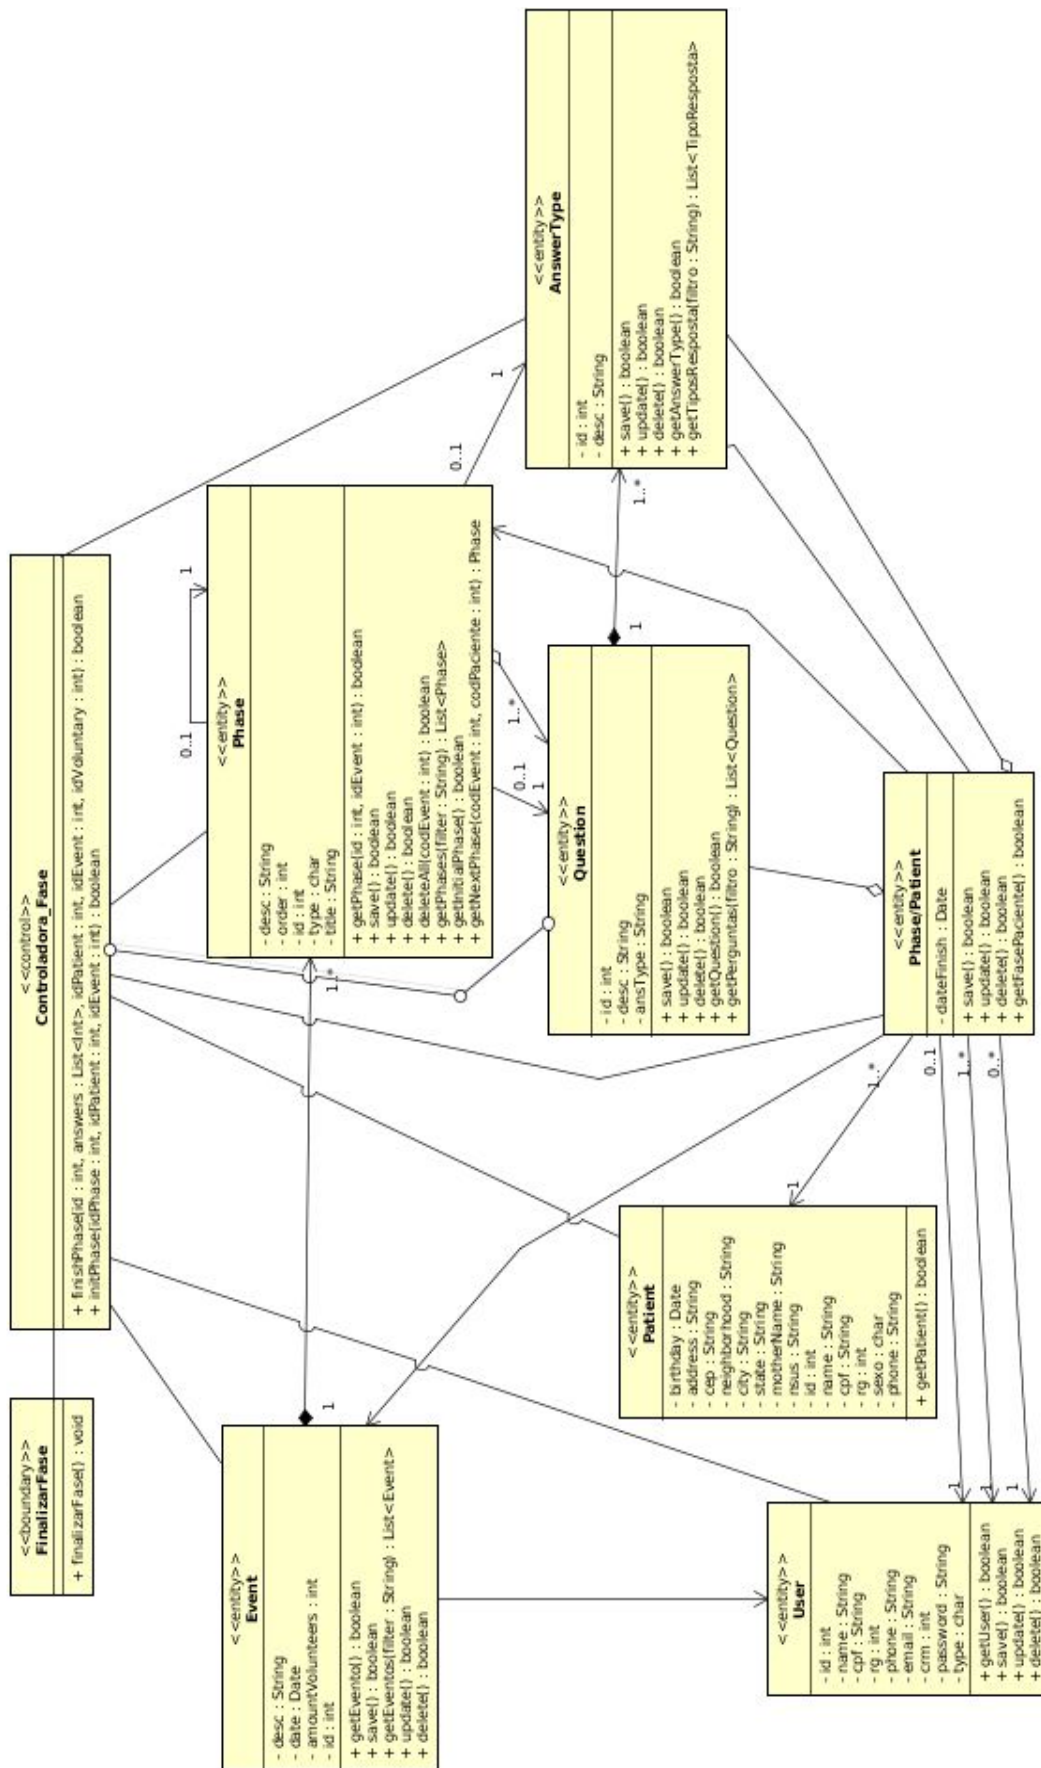 <<boundary>>
FinalizarFase
+ finalizarFase() : void
<<control>>
Controladora_Fase
+ finishPhase(id : int, answers : List<Int>, idPatient : int, idEvent : int, idVoluntary : int) : boolean
+ initPhase(idPhase : int, idPatient : int, idEvent : int) : boolean
<<entity>>
Event
- desc : String
- date : Date
- amountVolunteers : int
- id : int
+ getEvento() : boolean
+ save() : boolean
+ getEventos(filter : String) : List<Event>
+ update() : boolean
+ delete() : boolean
1
1..*
<<entity>>
Phase
- desc : String
- order : int
- id : int
- type : char
- title : String
+ getPhase(id : int, idEvent : int) : boolean
+ save() : boolean
+ update() : boolean
+ delete() : boolean
+ deleteAll(codEvent : int) : boolean
+ getPhases(filter : String) : List<Phase>
+ getInitialPhase() : boolean
+ getNextPhase(codEvent : int, codPaciente : int) : Phase
0..1
1
0..1
1
0..1
1
1..*
<<entity>>
AnswerType
- id : int
- desc : String
+ save() : boolean
+ update() : boolean
+ delete() : boolean
+ getAnswerType() : boolean
+ getTiposResposta(filtro : String) : List<TipoResposta>
1..*
1
<<entity>>
Question
- id : int
- desc : String
- ansType : String
+ save() : boolean
+ update() : boolean
+ delete() : boolean
+ getQuestion() : boolean
+ getPerguntas(filtro : String) : List<Question>
<<entity>>
Patient
- birthday : Date
- address : String
- cep : String
- neighborhood : String
- city : String
- state : String
- motherName : String
- nsus : String
- id : int
- name : String
- cpf : String
- rg : int
- sexo : char
- phone : String
+ getPatient() : boolean
1
1..*
<<entity>>
User
- id : int
- name : String
- cpf : String
- rg : int
- phone : String
- email : String
- crm : int
- password : String
- type : char
+ getUser() : boolean
+ save() : boolean
+ update() : boolean
+ delete() : boolean
1
0..1
1
1..*
1
0..*
<<entity>>
Phase/Patient
- dateFinish : Date
+ save() : boolean
+ update() : boolean
+ delete() : boolean
+ getFasePaciente() : boolean